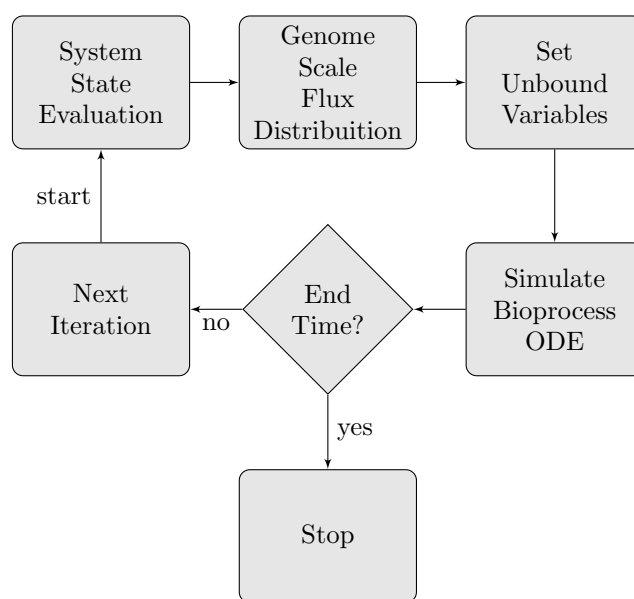 System
State
Evaluation
Genome
Scale
Flux
Distribuition
Set
Unbound
Variables
start
Next
Iteration
no
End
Time?
Simulate
Bioprocess
ODE
yes
Stop